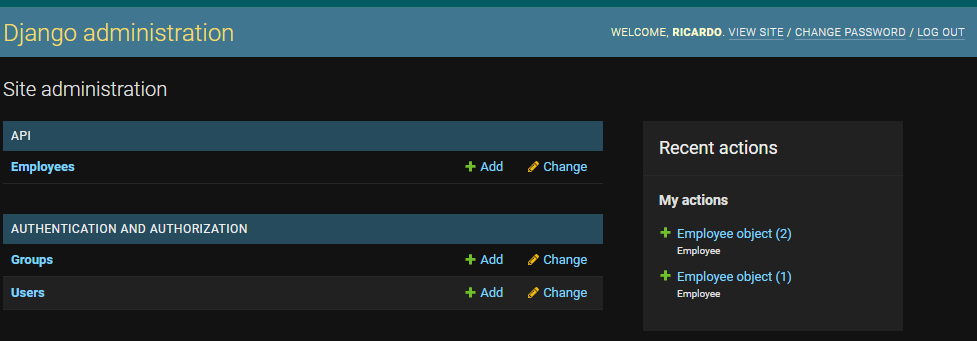 Django administration
WELCOME, RICARDO. VIEW SITE / CHANGE PASSWORD / LOG OUT
Site administration
API
Employees Add Change
AUTHENTICATION AND AUTHORIZATION
Groups Add Change
Users Add Change
Recent actions
My actions
Employee object (2)
Employee
Employee object (1)
Employee